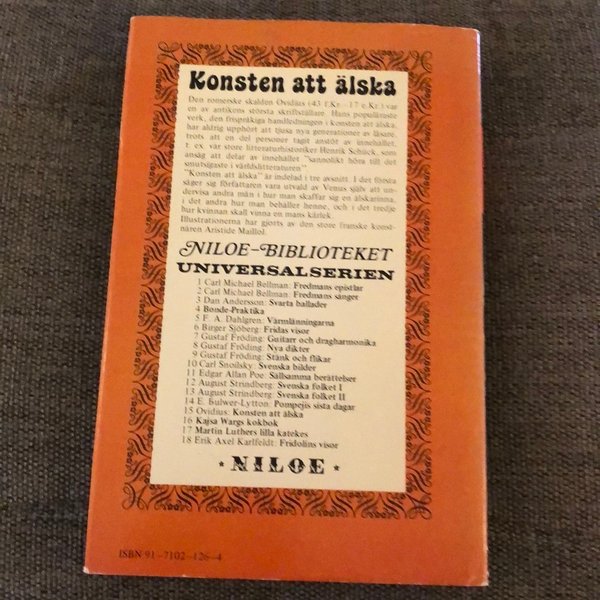 Konsten att älska
Den romerske skalden Ovidius (43 f.Kr.—17 e.Kr.) var
en av antikens största skriftställare. Hans populäraste
verk, den frispråkiga handledningen i konsten att älska,
har aldrig upphört att tjusa nya generationer av läsare,
trots att en del personer tagit anstöt av innehållet,
t. ex. vår store litteraturhistoriker Henrik Schück, som
ansåg att delar av innehållet "sannolikt höra till det
smutsigaste i världslitteraturen"
"Konsten att älska" är indelad i tre avsnitt. I det första
säger sig författaren vara utvald av Venus själv att un-
dervisa andra män i hur man skaffar sig en älskarinna,
i det andra hur man behåller henne, och i det tredje
hur kvinnan skall vinna en mans kärlek.
Illustrationerna har gjorts av den store franske konst-
nären Aristide Maillol.
NILOE-BIBLIOTEKET
UNIVERSALSERIEN
1 Carl Michael Bellman: Fredmans epistlar
2 Carl Michael Bellman: Fredmans sånger
3 Dan Andersson: Svarta ballader
4 Bonde-Praktika
5 F. A. Dahlgren: Värmlänningarna
6 Birger Sjöberg: Fridas visor
7 Gustaf Fröding: Guitarr och dragharmonika
8 Gustaf Fröding: Nya dikter
9 Gustaf Fröding: Stänk och flikar
10 Carl Snoilsky: Svenska bilder
11 Edgar Allan Poe: Sällsamma berättelser
12 August Strindberg: Svenska folket I
13 August Strindberg: Svenska folket II
14 E. Bulwer-Lytton: Pompejis sista dagar
15 Ovidius: Konsten att älska
16 Kajsa Wargs kokbok
17 Martin Luthers lilla katekes
18 Erik Axel Karlfeldt: Fridolins visor
* NILOE *
ISBN 91-7102-126-4